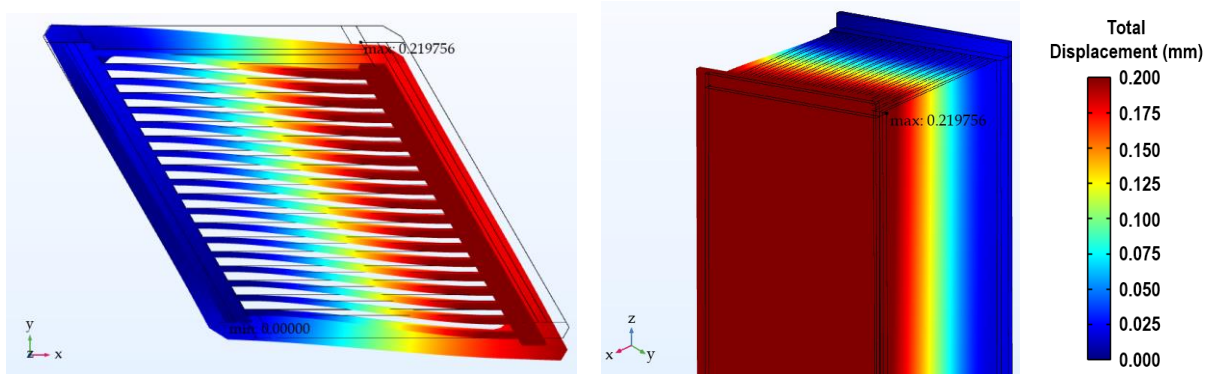 max: 0.219756
min: 0.00000
y
z
x
max: 0.219756
z
x
y
Total
Displacement (mm)
0.200
0.175
0.150
0.125
0.100
0.075
0.050
0.025
0.000